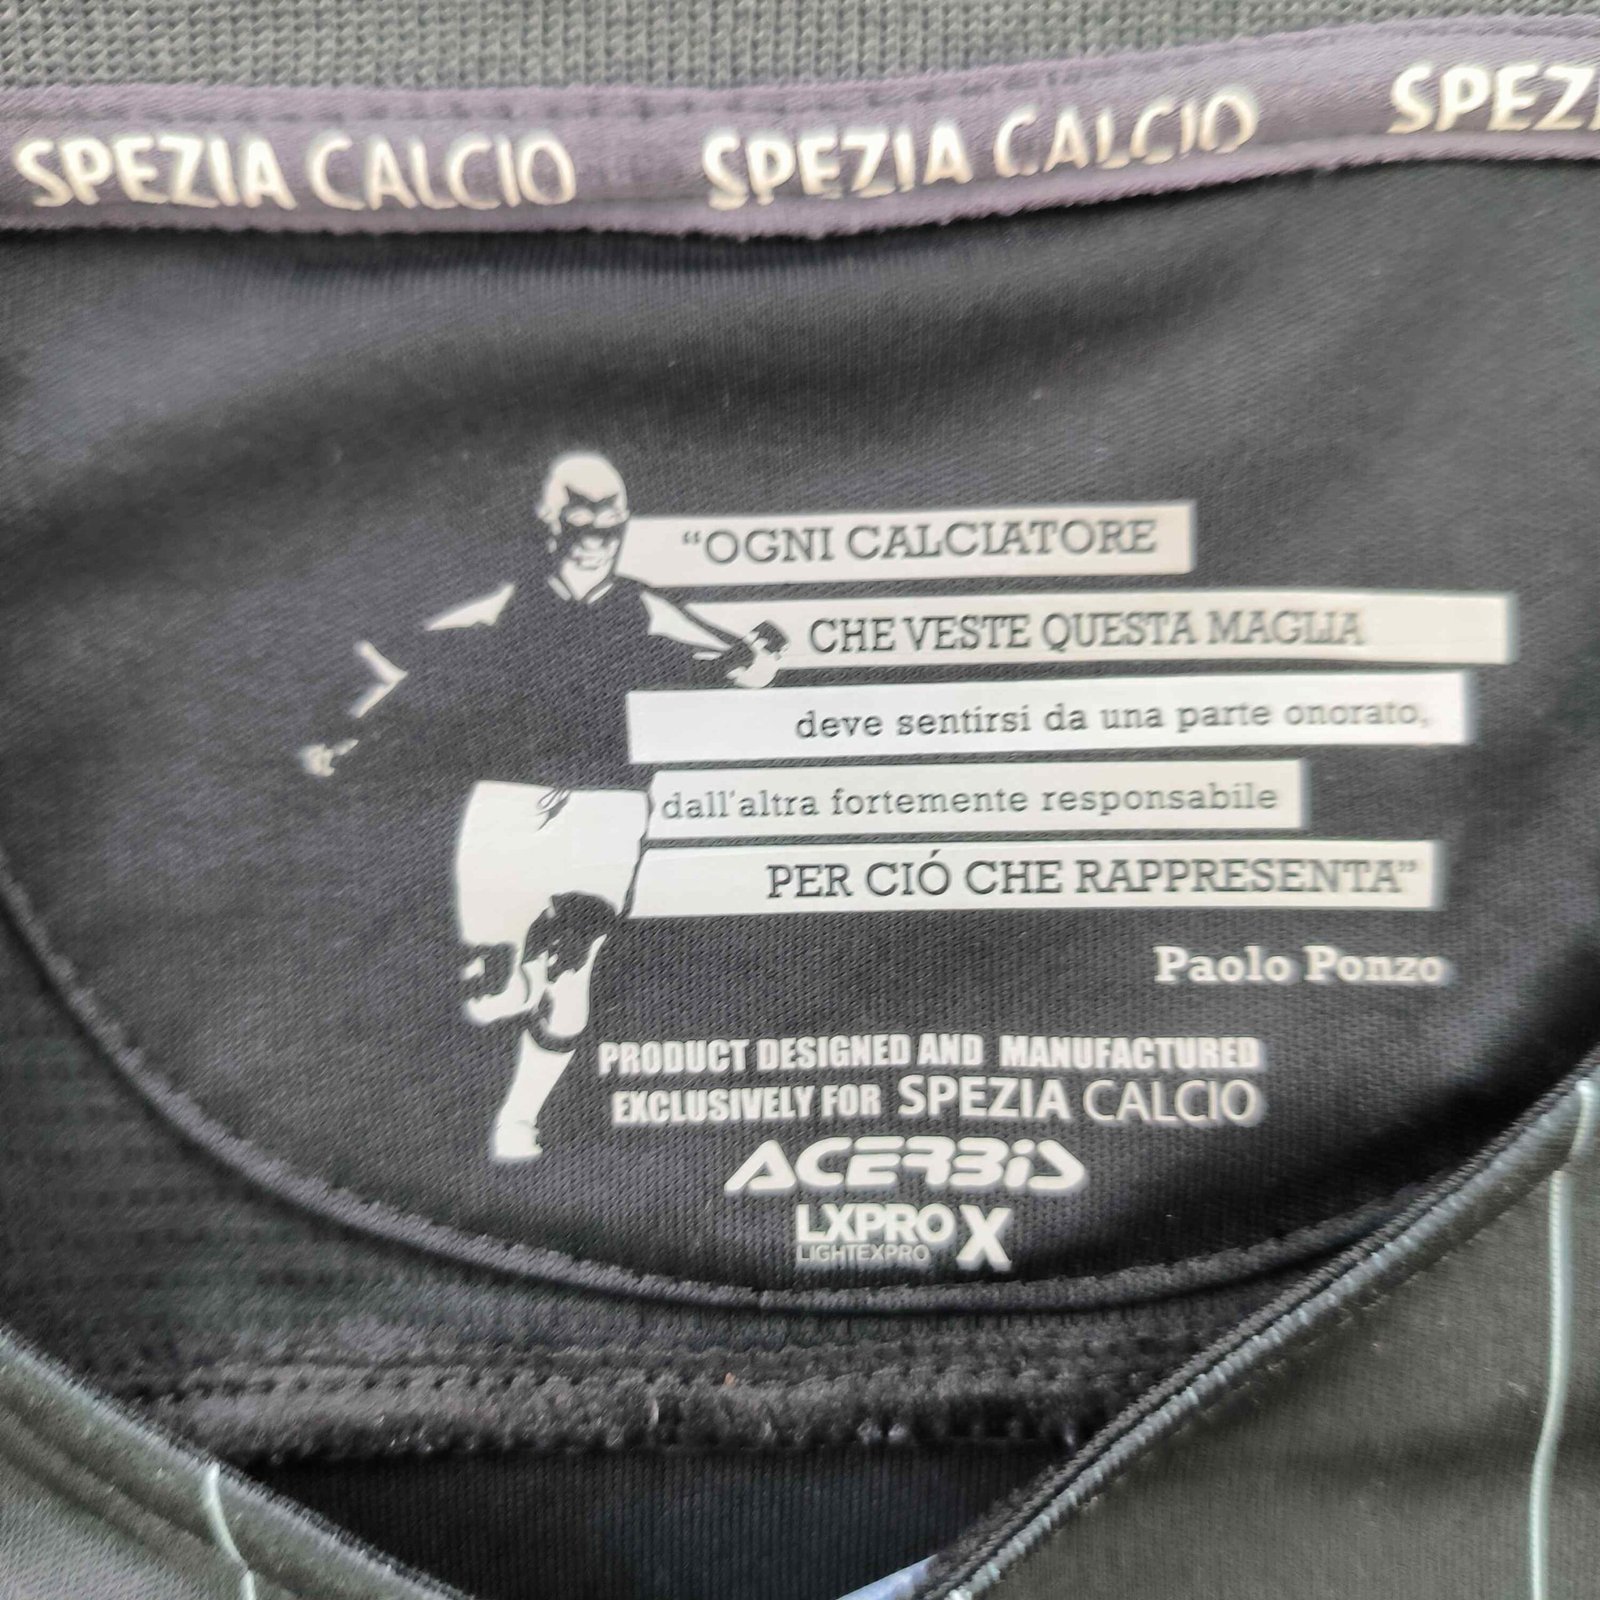 SPEZIA CALCIO SPEZIA CALCIO SPEZI
“OGNI CALCIATORE
CHE VESTE QUESTA MAGLIA
deve sentirsi da una parte onorato,
dall'altra fortemente responsabile
PER CIÓ CHE RAPPRESENTA”
Paolo Ponzo
PRODUCT DESIGNED AND MANUFACTURED
EXCLUSIVELY FOR SPEZIA CALCIO
ACERBIS
LXPRO X
LIGHTEXPRO